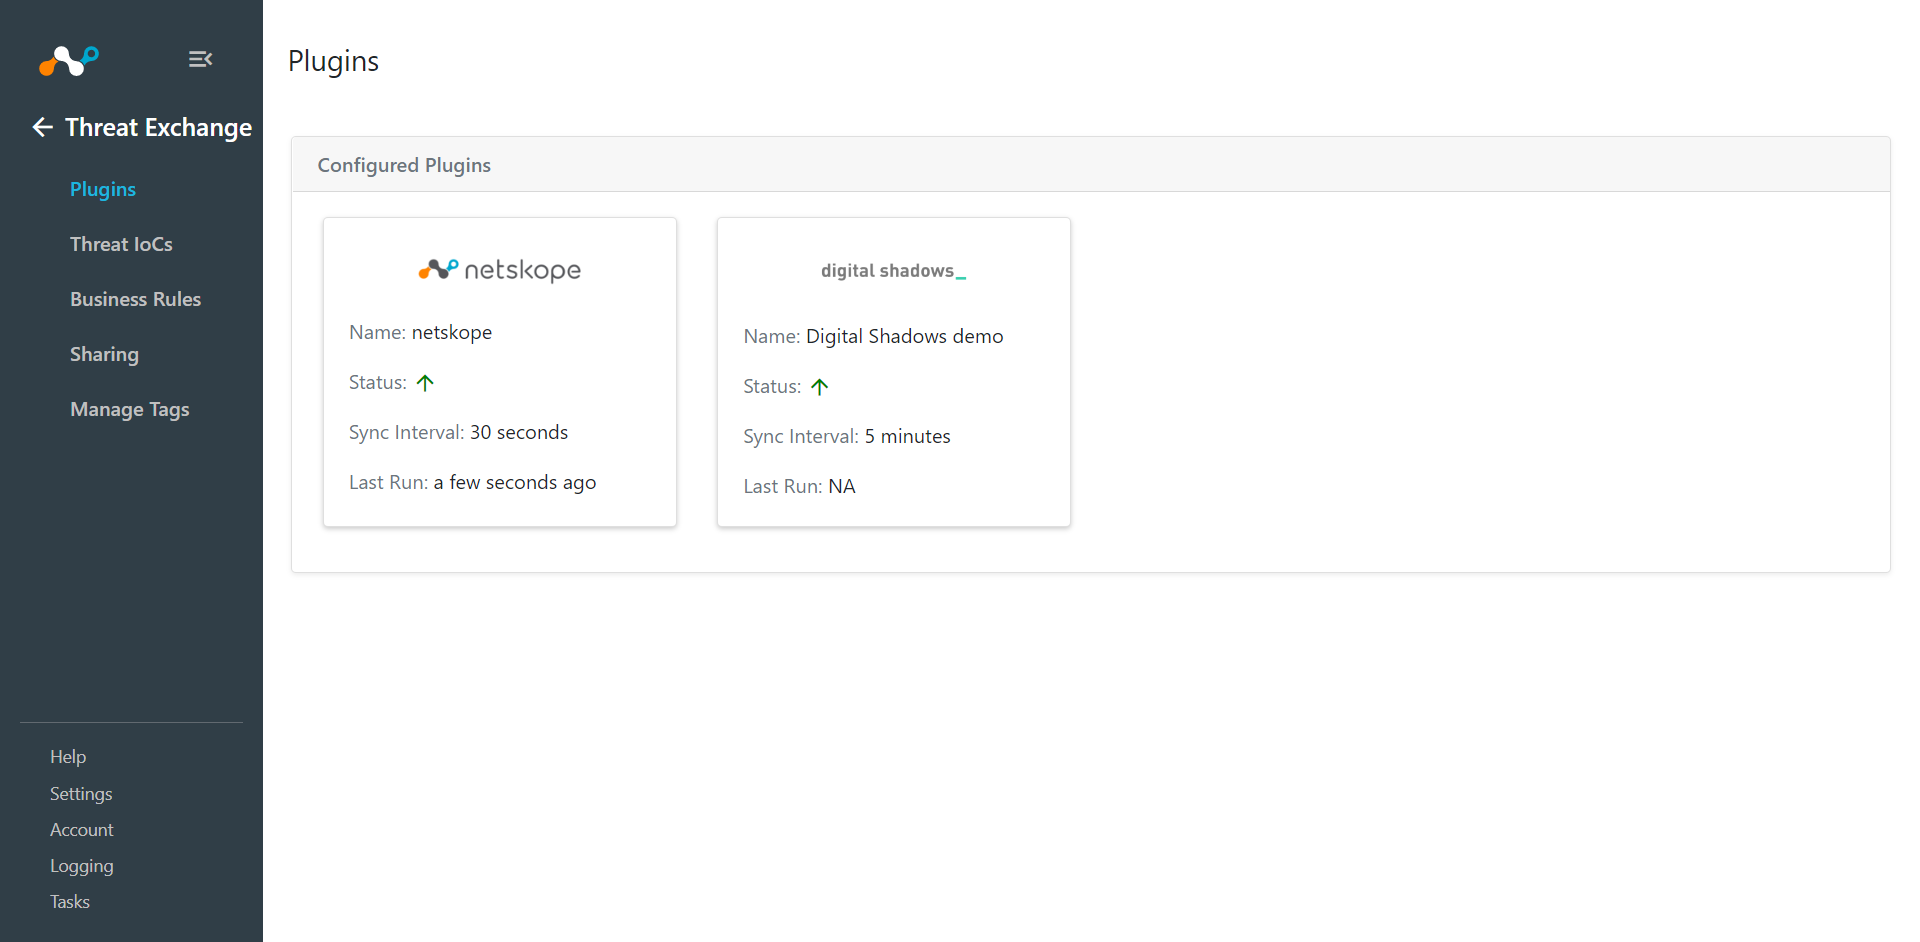 Threat Exchange
Plugins
Threat IoCs
Business Rules
Sharing
Manage Tags
Help
Settings
Account
Logging
Tasks
Plugins
Configured Plugins
netskope
Name: netskope
Status:
Sync Interval: 30 seconds
Last Run: a few seconds ago
digital shadows_
Name: Digital Shadows demo
Status:
Sync Interval: 5 minutes
Last Run: NA